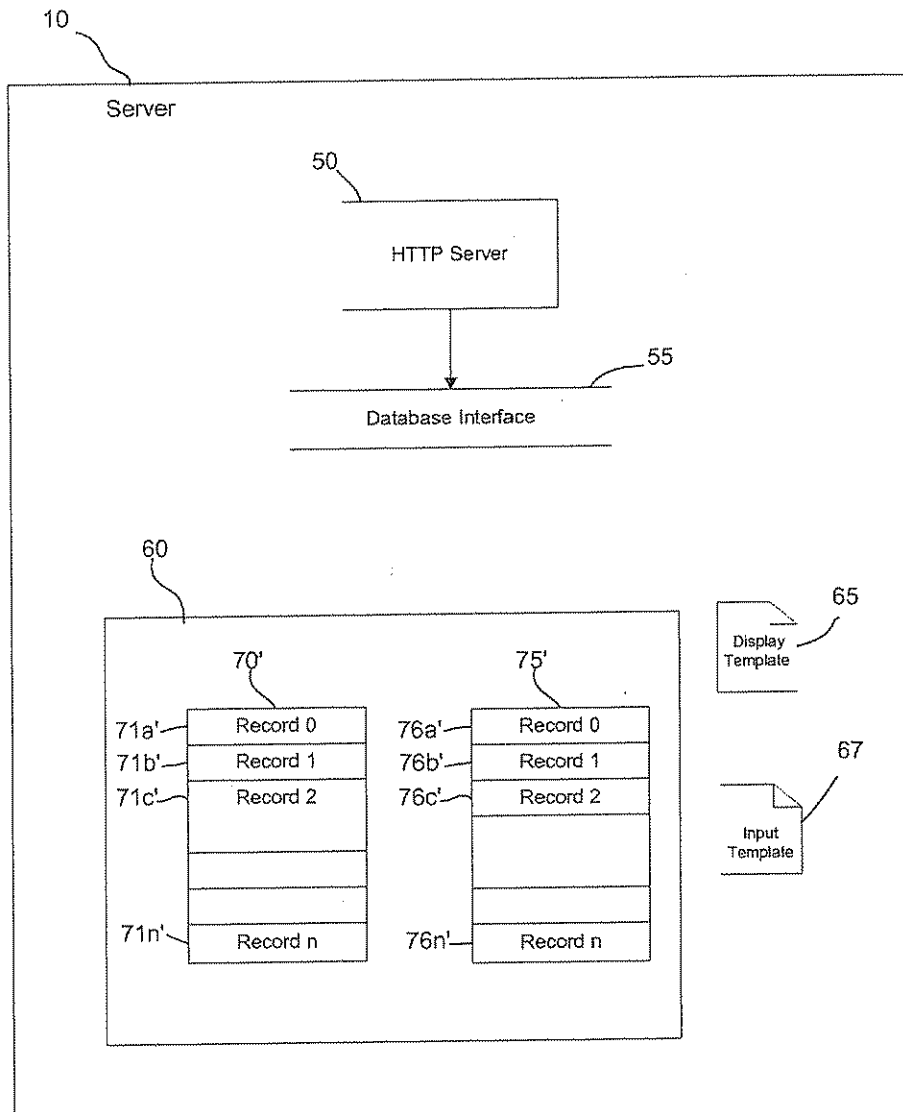 10
Server
50
HTTP Server
55
Database Interface
60
65
Display
Template
70'
75'
71a'
Record 0
76a'
Record 0
71b'
Record 1
76b'
Record 1
67
71c'
Record 2
76c'
Record 2
Input
Template
71n'
Record n
76n'
Record n